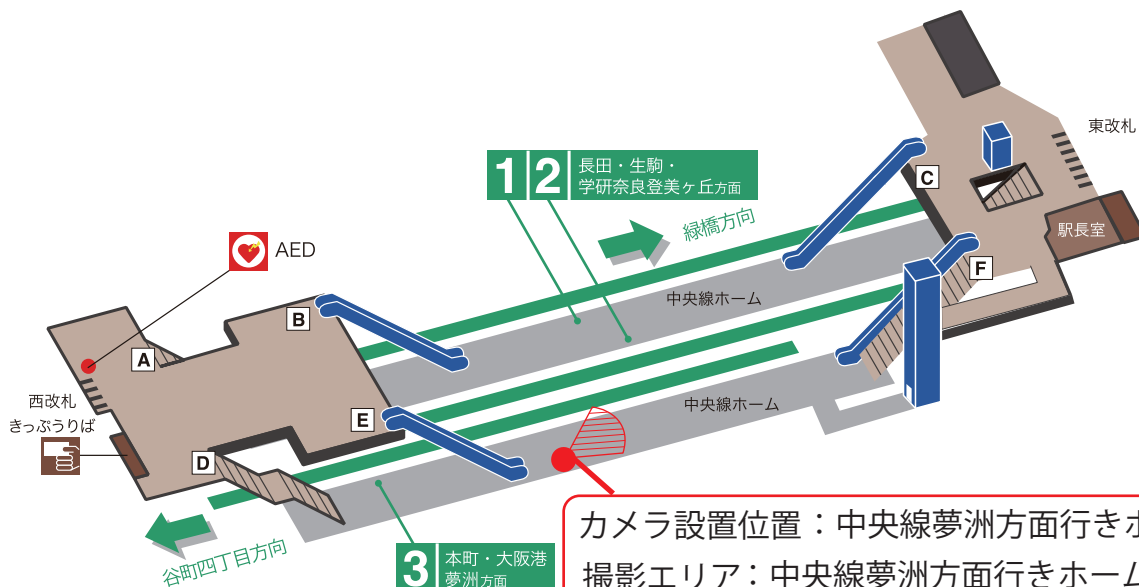 東改札
1 2 長田・生駒・
学研奈良登美ヶ丘方面
C
緑橋方向
駅長室
AED
F
中央線ホーム
B
A
西改札
きっぷうりば
E
中央線ホーム
D
カメラ設置位置：中央線夢洲方面行きホ
谷町四丁目方向
3 本町・大阪港
夢洲方面
撮影エリア：中央線夢洲方面行きホーム